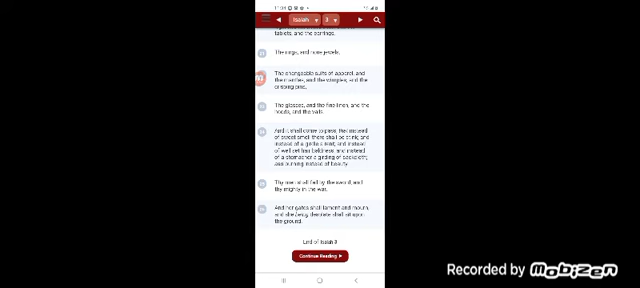 Isaiah 3
tablets, and the earrings,
The rings, and nose jewels,
The changeable suits of apparel, and
the mantles, and the wimples, and the
crisping pins,
The glasses, and the fine linen, and the
hoods, and the vails.
And it shall come to pass, that instead
of sweet smell there shall be stink; and
instead of a girdle a rent; and instead
of well set hair baldness; and instead
of a stomacher a girding of sackcloth;
and burning instead of beauty.
Thy men shall fall by the sword, and
thy mighty in the war.
And her gates shall lament and mourn;
and she being desolate shall sit upon
the ground.
End of Isaiah 3
Continue Reading
Recorded by mobizen